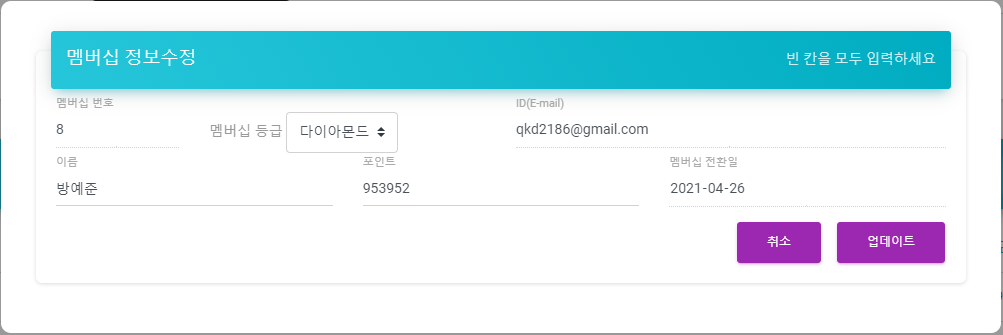 멤버십 정보수정 빈 칸을 모두 입력하세요
멤버십 번호 ID(E-mail)
8 멤버십 등급 다이아몬드 qkd2186@gmail.com
이름 포인트 멤버십 전환일
방예준 953952 2021-04-26
취소 업데이트